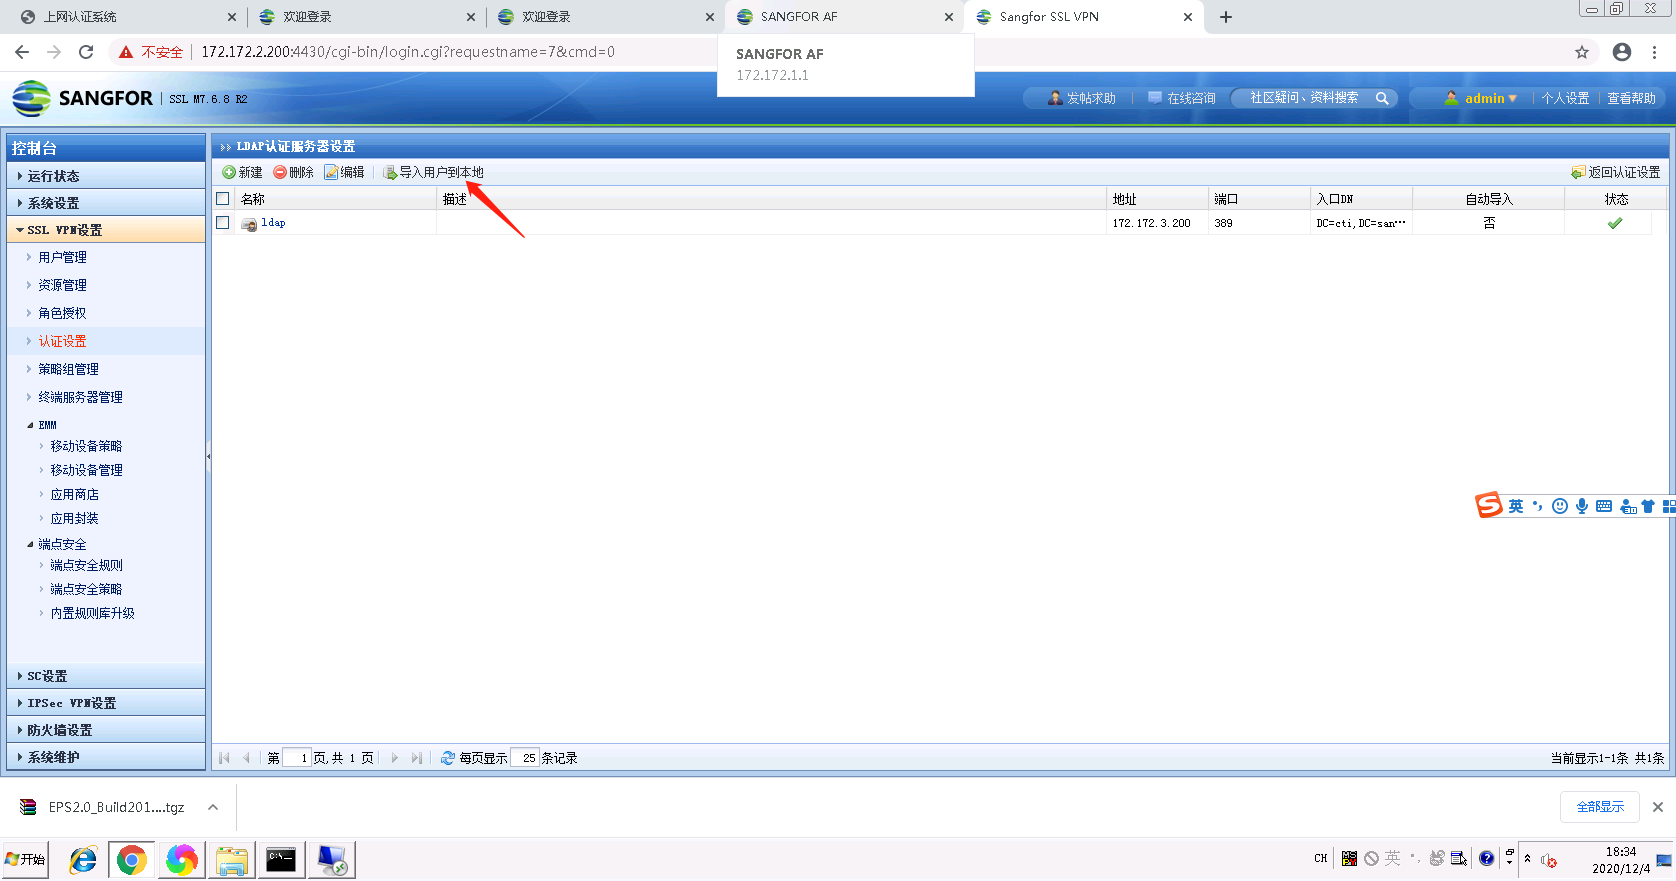 上网认证系统
欢迎登录
欢迎登录
SANGFOR AF
Sangfor SSL VPN
不安全
172.172.2.200:4430/cgi-bin/login.cgi?requestname=7&cmd=0
SANGFOR AF
172.172.1.1
SANGFOR SSL M7.6.8 R2
发帖求助
在线咨询
社区疑问、资料搜索
admin
个人设置
查看帮助
控制台
运行状态
系统设置
SSL VPN设置
用户管理
资源管理
角色授权
认证设置
策略组管理
终端服务器管理
EMM
移动设备策略
移动设备管理
应用商店
应用封装
端点安全
端点安全规则
端点安全策略
内置规则库升级
SC设置
IPSec VPN设置
防火墙设置
系统维护
LDAP认证服务器设置
新建 删除 编辑 导入用户到本地 返回认证设置
名称 描述 地址 端口 入口DN 自动导入 状态
ldap 172.172.3.200 389 DC=cti,DC=san··· 否
第 1 页,共 1 页 每页显示 25 条记录 当前显示1-1条 共1条
英
EPS2.0_Build201....tgz
全部显示
开始
CH
英
18:34
2020/12/4